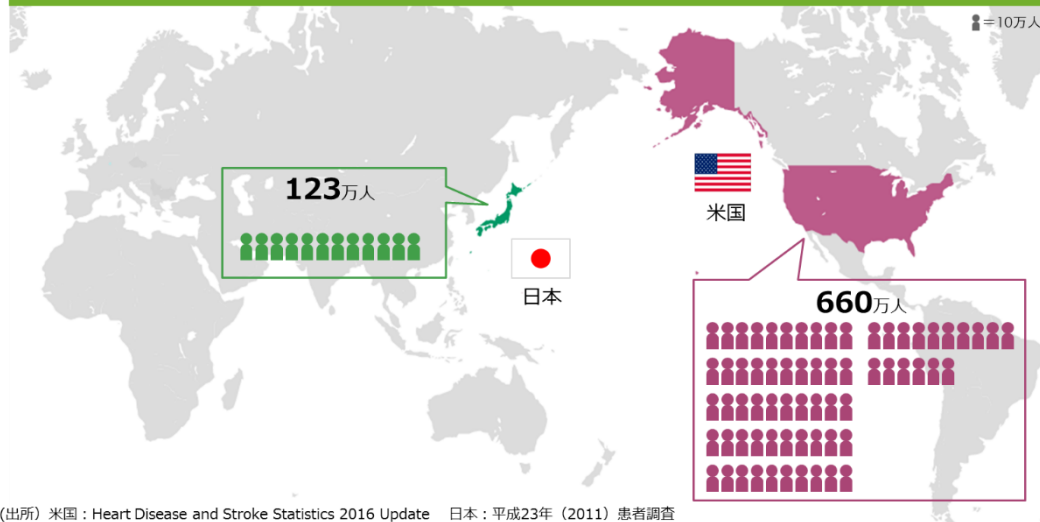 ＝10万人
123万人
米国
日本
660万人
(出所）米国：Heart Disease and Stroke Statistics 2016 Update　日本：平成23年（2011）患者調査